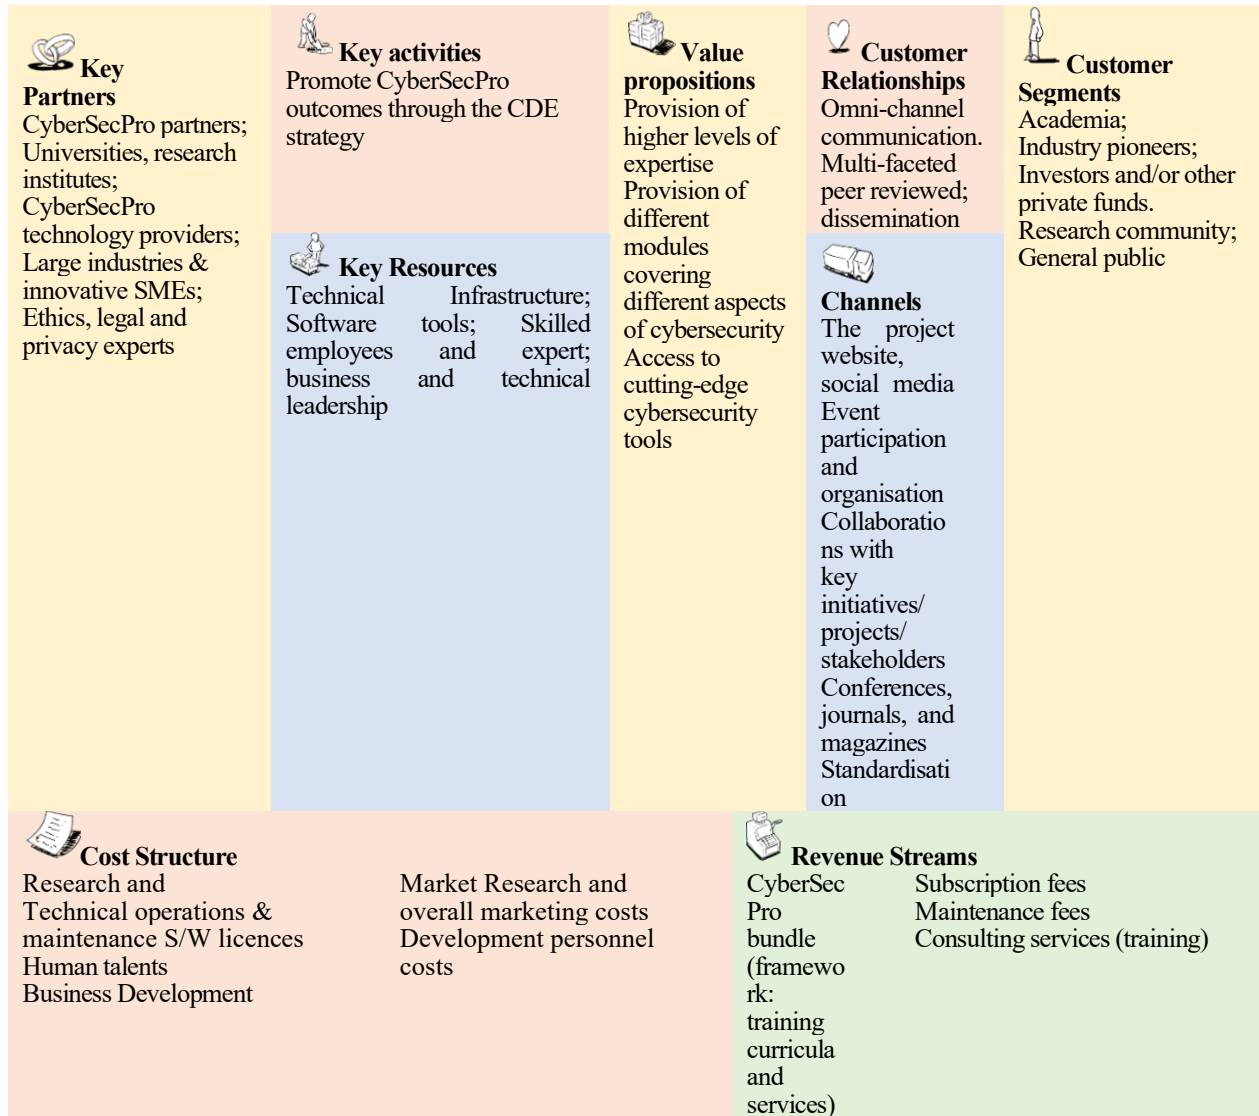 Key
Partners
CyberSecPro partners;
Universities, research
institutes;
CyberSecPro
technology providers;
Large industries &
innovative SMEs;
Ethics, legal and
privacy experts
Key activities
Promote CyberSecPro
outcomes through the CDE
strategy
Key Resources
Technical Infrastructure;
Software tools; Skilled
employees and expert;
business and technical
leadership
Value
propositions
Provision of
higher levels of
expertise
Provision of
different
modules
covering
different aspects
of cybersecurity
Access to
cutting-edge
cybersecurity
tools
Customer
Relationships
Omni-channel
communication.
Multi-faceted
peer reviewed;
dissemination
Channels
The project
website,
social media
Event
participation
and
organisation
Collaboratio
ns with
key
initiatives/
projects/
stakeholders
Conferences,
journals, and
magazines
Standardisati
on
Customer
Segments
Academia;
Industry pioneers;
Investors and/or other
private funds.
Research community;
General public
Cost Structure
Research and
Technical operations &
maintenance S/W licences
Human talents
Business Development
Market Research and
overall marketing costs
Development personnel
costs
Revenue Streams
CyberSec
Pro
bundle
(framewo
rk:
training
curricula
and
services)
Subscription fees
Maintenance fees
Consulting services (training)